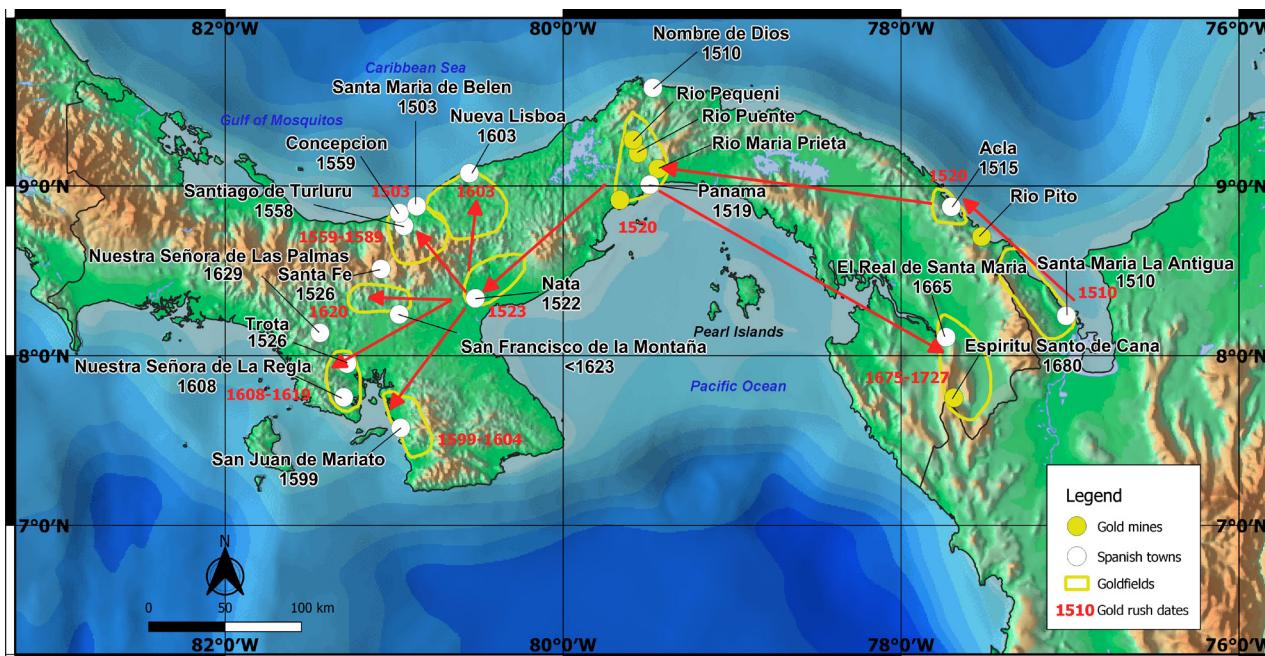 82°0'W
80°0'W
78°0'W
76°0'W
Nombre de Dios
1510
Caribbean Sea
Santa Maria de Belen
1503
Rio Pequeni
Nueva Lisboa
1603
Rio Puente
Gulf of Mosquitos
Concepcion
1559
Rio Maria Prieta
Acla
1515
9°0'N
9°0'N
Santiago de Turluru
1558
1503
1603
Panama
1519
1520
Rio Pito
1520
1559-1589
Nuestra Señora de Las Palmas
1629
Santa Fe
1526
El Real de Santa Maria
1665
Santa Maria La Antigua
1510
1510
Nata
1522
1523
1620
Trota
1526
Pearl Islands
San Francisco de la Montaña
<1623
Espiritu Santo de Cana
1680
8°0'N
8°0'N
Nuestra Señora de La Regla
1608
1608-1619
Pacific Ocean
1675-1727
1599-1604
San Juan de Mariato
1599
7°0'N
7°0'N
Legend
Gold mines
Spanish towns
Goldfields
1510 Gold rush dates
N
0 50 100 km
82°0'W
80°0'W
78°0'W
76°0'W